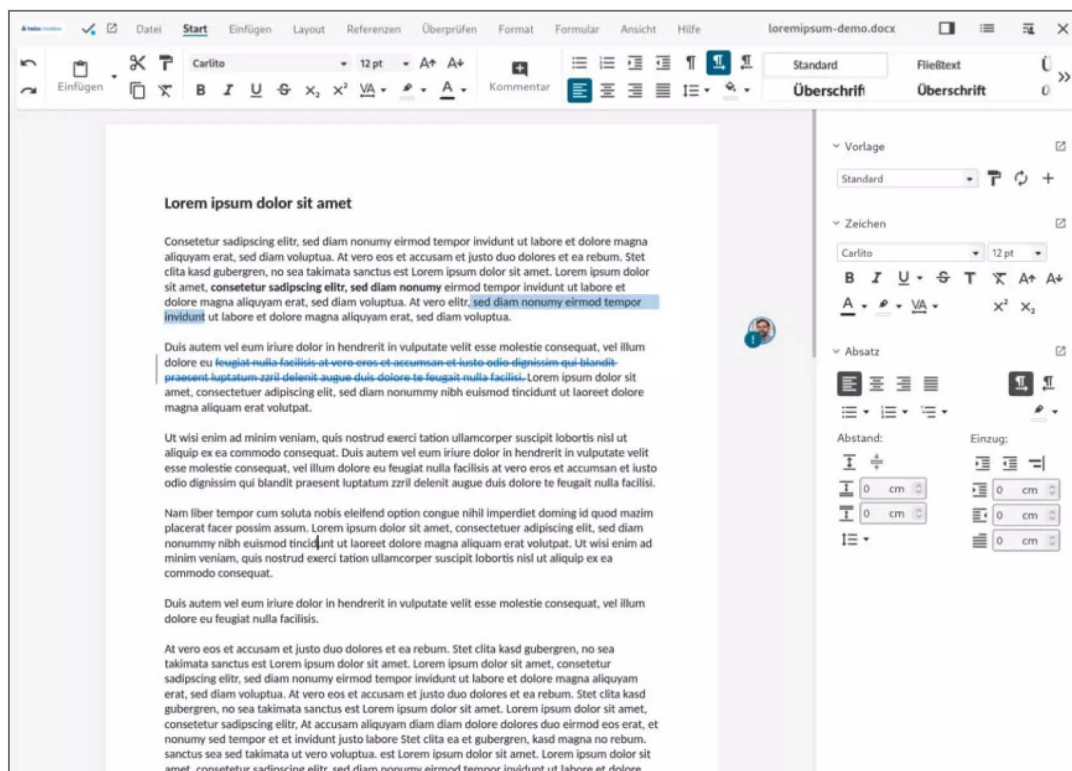 Datei Start Einfügen Layout Referenzen Überprüfen Format Formular Ansicht Hilfe loremipsum-demo.docx
Einfügen
Carlito 12 pt
Kommentar
Standard Fließtext
Überschrif Überschrift
Vorlage
Standard
Zeichen
Carlito 12 pt
Absatz
Abstand: Einzug:
0 cm 0 cm
0 cm 0 cm
0 cm
Lorem ipsum dolor sit amet
Consetetur sadipscing elitr, sed diam nonumy eirmod tempor invidunt ut labore et dolore magna
aliquyam erat, sed diam voluptua. At vero eos et accusam et justo duo dolores et ea rebum. Stet
clita kasd gubergren, no sea takimata sanctus est Lorem ipsum dolor sit amet. Lorem ipsum dolor
sit amet, consetetur sadipscing elitr, sed diam nonumy eirmod tempor invidunt ut labore et
dolore magna aliquyam erat, sed diam voluptua. At vero elitr, sed diam nonumy eirmod tempor
invidunt ut labore et dolore magna aliquyam erat, sed diam voluptua.
Duis autem vel eum iriure dolor in hendrerit in vulputate velit esse molestie consequat, vel illum
dolore eu feugiat nulla facilisis at vero eros et accumsan et iusto odio dignissim qui blandit
praesent luptatum zzril delenit augue duis dolore te feugait nulla facilisi. Lorem ipsum dolor sit
amet, consectetuer adipiscing elit, sed diam nonummy nibh euismod tincidunt ut laoreet dolore
magna aliquam erat volutpat.
Ut wisi enim ad minim veniam, quis nostrud exerci tation ullamcorper suscipit lobortis nisl ut
aliquip ex ea commodo consequat. Duis autem vel eum iriure dolor in hendrerit in vulputate velit
esse molestie consequat, vel illum dolore eu feugiat nulla facilisis at vero eros et accumsan et iusto
odio dignissim qui blandit praesent luptatum zzril delenit augue duis dolore te feugait nulla facilisi.
Nam liber tempor cum soluta nobis eleifend option congue nihil imperdiet doming id quod mazim
placerat facer possim assum. Lorem ipsum dolor sit amet, consectetuer adipiscing elit, sed diam
nonummy nibh euismod tincidunt ut laoreet dolore magna aliquam erat volutpat. Ut wisi enim ad
minim veniam, quis nostrud exerci tation ullamcorper suscipit lobortis nisl ut aliquip ex ea
commodo consequat.
Duis autem vel eum iriure dolor in hendrerit in vulputate velit esse molestie consequat, vel illum
dolore eu feugiat nulla facilisis.
At vero eos et accusam et justo duo dolores et ea rebum. Stet clita kasd gubergren, no sea
takimata sanctus est Lorem ipsum dolor sit amet. Lorem ipsum dolor sit amet, consetetur
sadipscing elitr, sed diam nonumy eirmod tempor invidunt ut labore et dolore magna aliquyam
erat, sed diam voluptua. At vero eos et accusam et justo duo dolores et ea rebum. Stet clita kasd
gubergren, no sea takimata sanctus est Lorem ipsum dolor sit amet. Lorem ipsum dolor sit amet,
consetetur sadipscing elitr, At accusam aliquyam diam diam dolore dolores duo eirmod eos erat, et
nonumy sed tempor et et invidunt justo labore Stet clita ea et gubergren, kasd magna no rebum.
sanctus sea sed takimata ut vero voluptua. est Lorem ipsum dolor sit amet. Lorem ipsum dolor sit
amet, consetetur sadipscing elitr, sed diam nonumy eirmod tempor invidunt ut labore et dolore